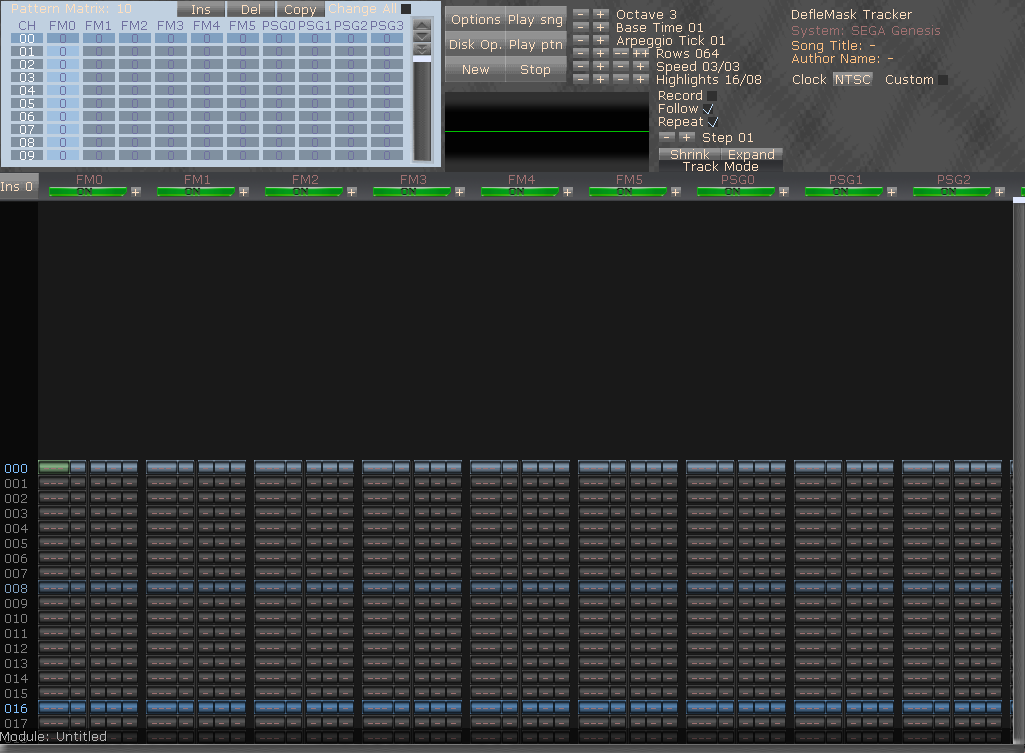 Pattern Matrix: 10 Ins Del Copy Change All
CH FM0 FM1 FM2 FM3 FM4 FM5 PSG0 PSG1 PSG2 PSG3
00 0 0 0 0 0 0 0 0 0 0
01 0 0 0 0 0 0 0 0 0 0
02 0 0 0 0 0 0 0 0 0 0
03 0 0 0 0 0 0 0 0 0 0
04 0 0 0 0 0 0 0 0 0 0
05 0 0 0 0 0 0 0 0 0 0
06 0 0 0 0 0 0 0 0 0 0
07 0 0 0 0 0 0 0 0 0 0
08 0 0 0 0 0 0 0 0 0 0
09 0 0 0 0 0 0 0 0 0 0
Options Play sng
Disk Op. Play ptn
New Stop
- + Octave 3
- + Base Time 01
- + Arpeggio Tick 01
- + -- ++ Rows 064
- + - + Speed 03/03
- + - + Highlights 16/08
Record
Follow
Repeat
- + Step 01
Shrink Expand
Track Mode
DefleMask Tracker
System: SEGA Genesis
Song Title: -
Author Name: -
Clock NTSC Custom
Ins 0
FM0 FM1 FM2 FM3 FM4 FM5 PSG0 PSG1 PSG2
ON + ON + ON + ON + ON + ON + ON + ON + ON +
000
001
002
003
004
005
006
007
008
009
010
011
012
013
014
015
016
017
Module: Untitled